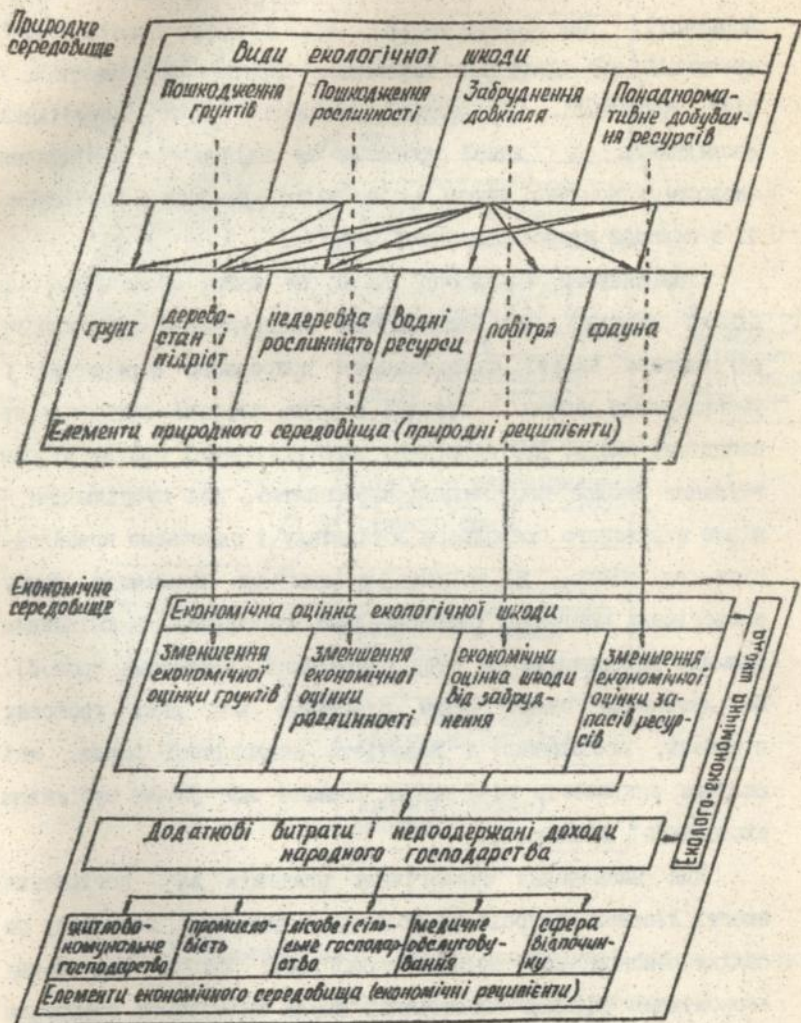 Природне
середовище
Види екологічної шкоди
Пошкодження
грунтів
Пошкодження
рослинності
Забруднення
довкілля
Понаднорма-
тивне добуван-
ня ресурсів
грунт
дерево-
стан и
підріст
недеревна
рослинність
водні
ресурси
повітря
фауна
Елементи природного середовища (природні реципієнти)
Економічне
середовище
Економічна оцінка екологічної шкоди
Зменшення
економічної
оцінки грунтів
Зменшення
економічної
оцінки
рослинності
економічна
оцінка шкоди
від забруд-
нення
Зменшення
економічної
оцінки за-
пасів ресур-
сів
Еколого-економічна шкода
Додаткові витрати і недоодержані доходи
народного господарства
житлово-
комунальне
господарство
промисло-
вість
лісове і сіль-
ське господар-
ство
медичне
обслугову-
вання
сфера
відпочин-
ку
Елементи економічного середовища (економічні реципієнти)